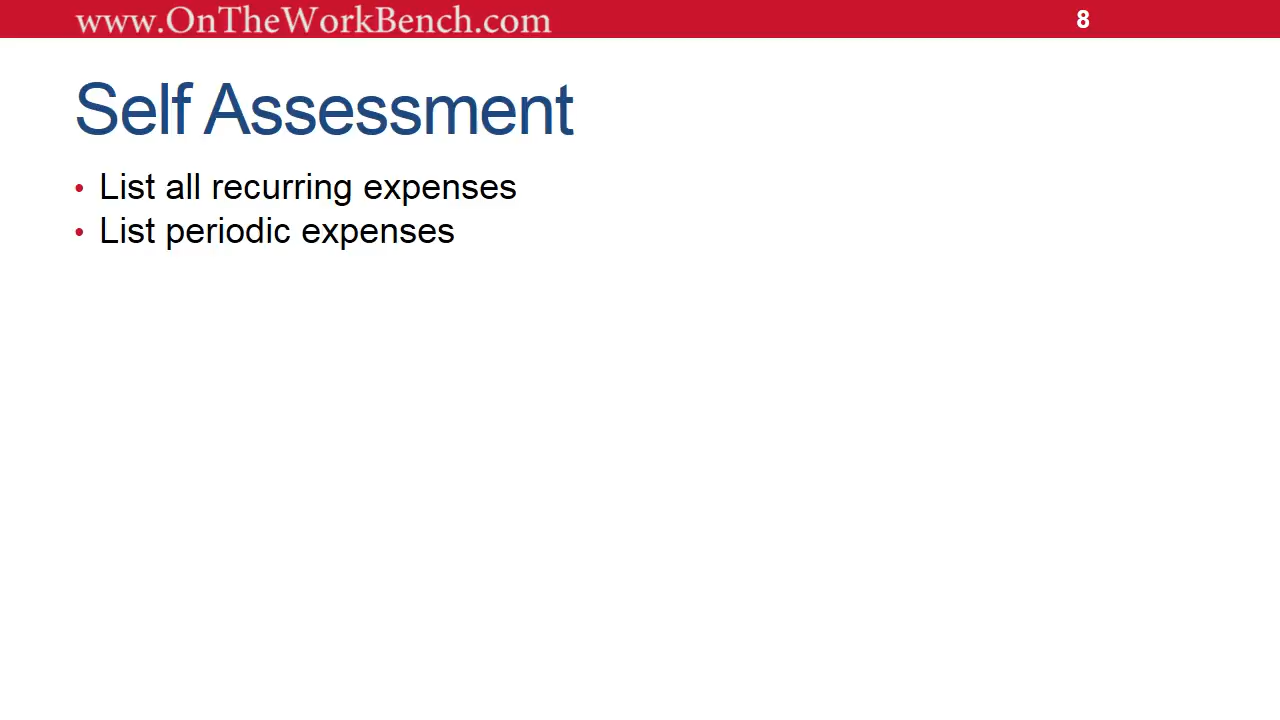 www.OnTheWorkBench.com 8
Self Assessment
• List all recurring expenses
• List periodic expenses